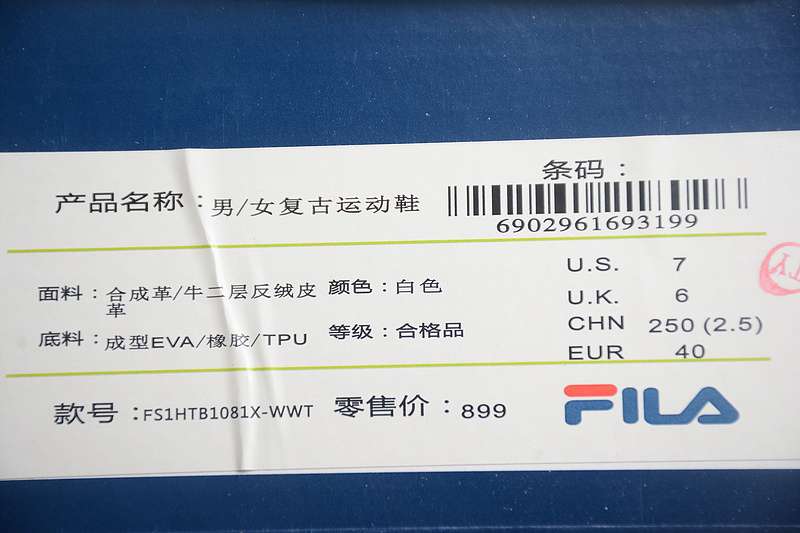 条码：
产品名称：男/女复古运动鞋
6902961693199
面料：合成革/牛二层反绒皮革
颜色：白色
底料：成型EVA/橡胶/TPU
等级：合格品
U.S. 7
U.K. 6
CHN 250 (2.5)
EUR 40
款号：FS1HTB1081X-WWT 零售价：899
FILA